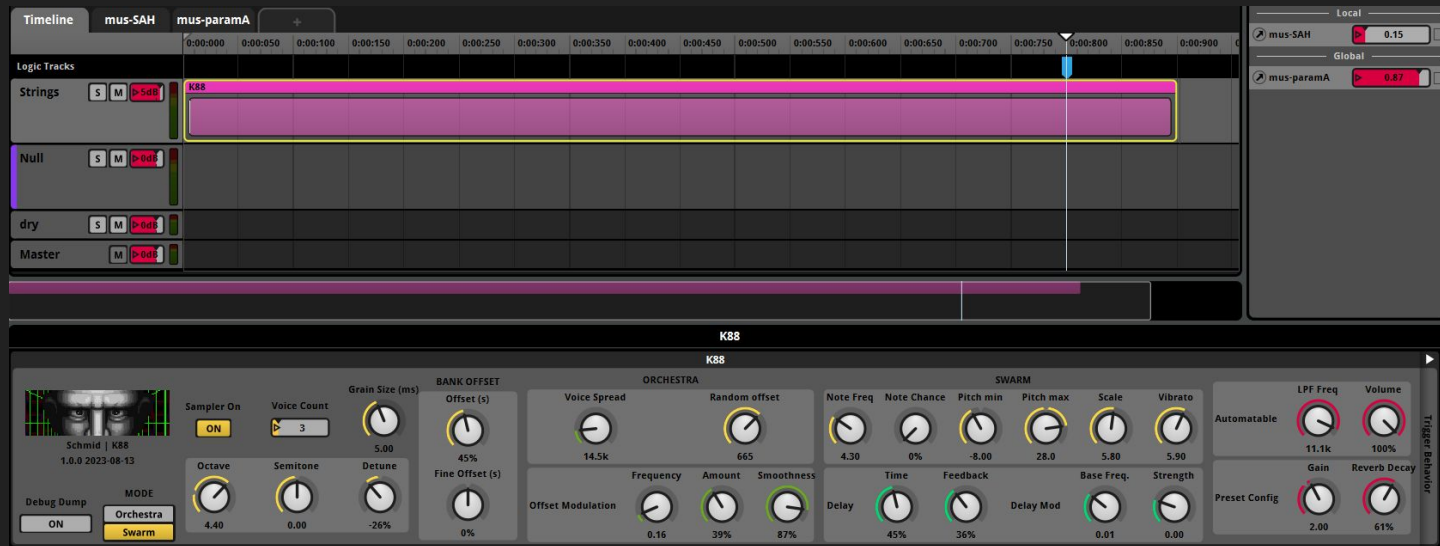 Timeline mus-SAH mus-paramA +
0:00:000 0:00:050 0:00:100 0:00:150 0:00:200 0:00:250 0:00:300 0:00:350 0:00:400 0:00:450 0:00:500 0:00:550 0:00:600 0:00:650 0:00:700 0:00:750 0:00:800 0:00:850 0:00:900
Logic Tracks
Strings S M 5dB
K88
Null S M 0dB
dry S M 0dB
Master M 0dB
Local
mus-SAH 0.15
Global
mus-paramA 0.87
K88
K88
Schmid | K88
1.0.0 2023-08-13
Debug Dump
ON
MODE
Orchestra
Swarm
Sampler On
ON
Voice Count
3
Grain Size (ms)
5.00
Octave Semitone Detune
4.40 0.00 -26%
BANK OFFSET
Offset (s)
45%
Fine Offset (s)
0%
ORCHESTRA
Voice Spread Random offset
14.5k 665
Offset Modulation
Frequency Amount Smoothness
0.16 39% 87%
SWARM
Note Freq Note Chance Pitch min Pitch max Scale Vibrato
4.30 0% -8.00 28.0 5.80 5.90
Delay
Time Feedback
45% 36%
Delay Mod
Base Freq. Strength
0.01 0.00
Automatable
LPF Freq Volume
11.1k 100%
Preset Config
Gain Reverb Decay
2.00 61%
Trigger Behavior